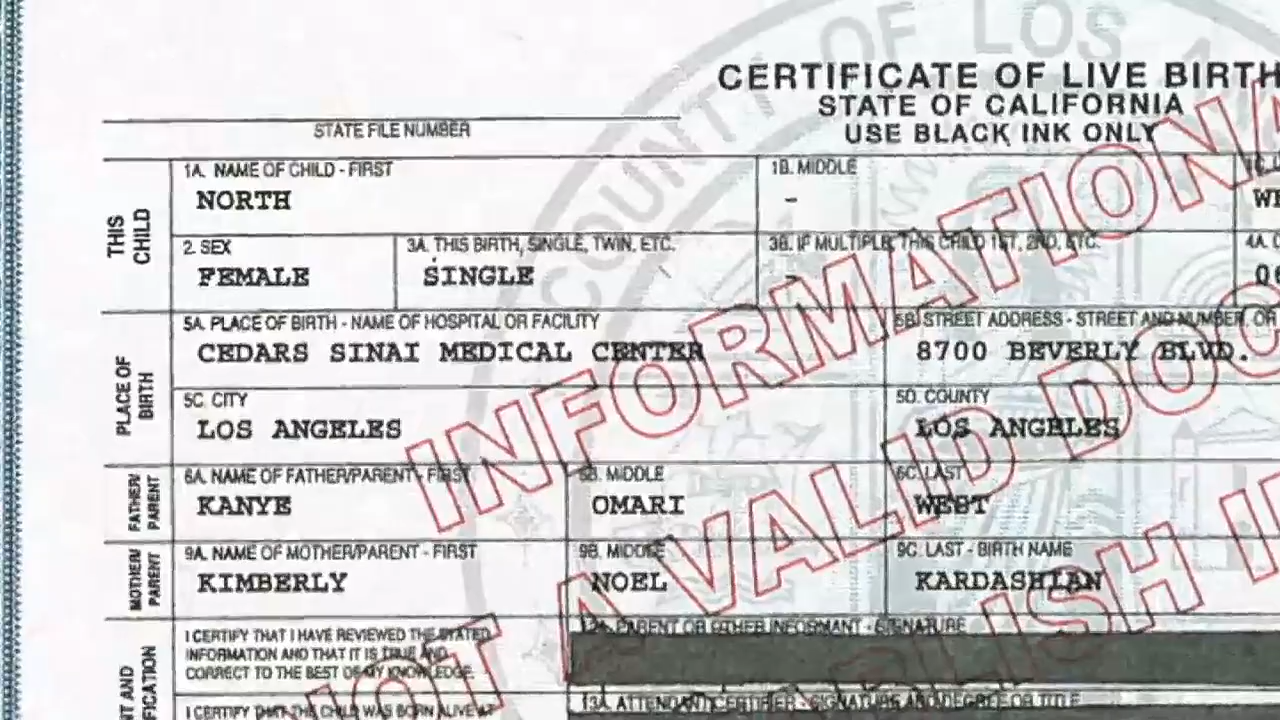 COUNTY OF LOS
CERTIFICATE OF LIVE BIRTH
STATE OF CALIFORNIA
USE BLACK INK ONLY
STATE FILE NUMBER
THIS CHILD
1A. NAME OF CHILD - FIRST
NORTH
1B. MIDDLE
-
2. SEX
FEMALE
3A. THIS BIRTH, SINGLE, TWIN, ETC.
SINGLE
3B. IF MULTIPLE, THIS CHILD 1ST, 2ND, ETC.
-
PLACE OF BIRTH
5A. PLACE OF BIRTH - NAME OF HOSPITAL OR FACILITY
CEDARS SINAI MEDICAL CENTER
5B. STREET ADDRESS - STREET AND NUMBER, OR
8700 BEVERLY BLVD.
5C. CITY
LOS ANGELES
5D. COUNTY
LOS ANGELES
FATHER/ PARENT
6A. NAME OF FATHER/PARENT - FIRST
KANYE
6B. MIDDLE
OMARI
6C. LAST
WEST
MOTHER/ PARENT
9A. NAME OF MOTHER/PARENT - FIRST
KIMBERLY
9B. MIDDLE
NOEL
9C. LAST - BIRTH NAME
KARDASHIAN
I CERTIFY THAT I HAVE REVIEWED THE STATED
INFORMATION AND THAT IT IS TRUE AND
CORRECT TO THE BEST OF MY KNOWLEDGE.
12A. PARENT OR OTHER INFORMANT - SIGNATURE
I CERTIFY THAT THE CHILD WAS BORN ALIVE AT
13A. ATTENDANT/CERTIFIER - SIGNATURE AND DEGREE OR TITLE
INFORMATIONA
A VALID DOC